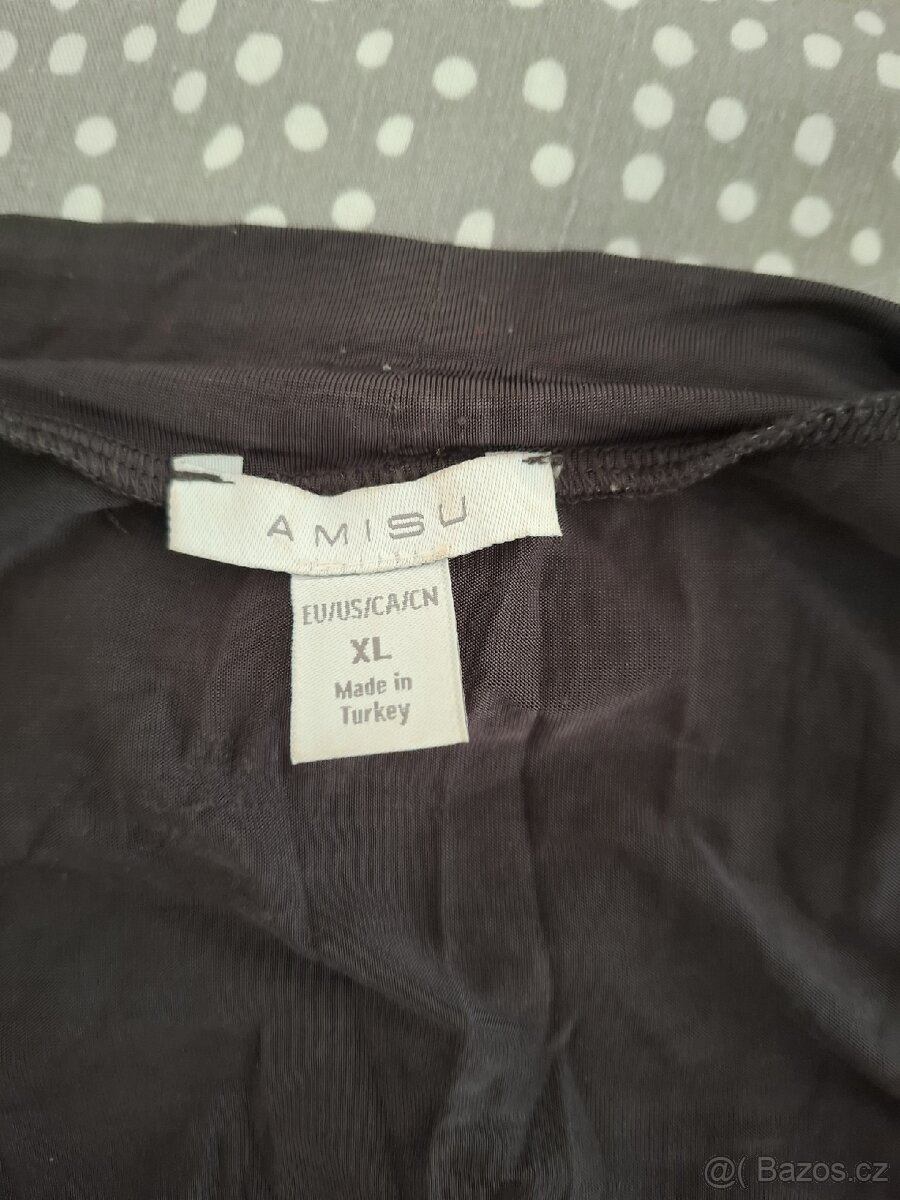 AMISU
EU/US/CA/CN
XL
Made in
Turkey
@( Bazos.cz